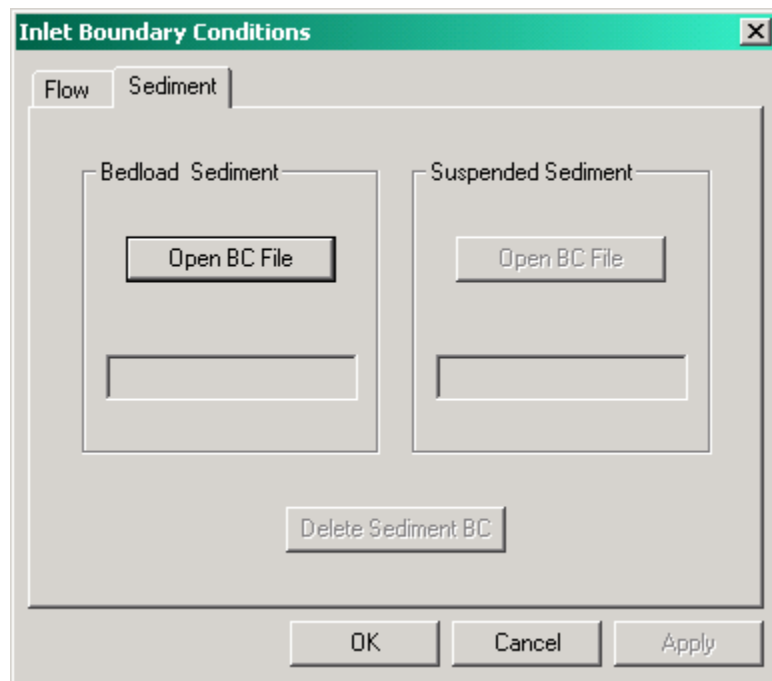 Inlet Boundary Conditions
Flow
Sediment
Bedload Sediment
Open BC File
Suspended Sediment
Open BC File
Delete Sediment BC
OK
Cancel
Apply